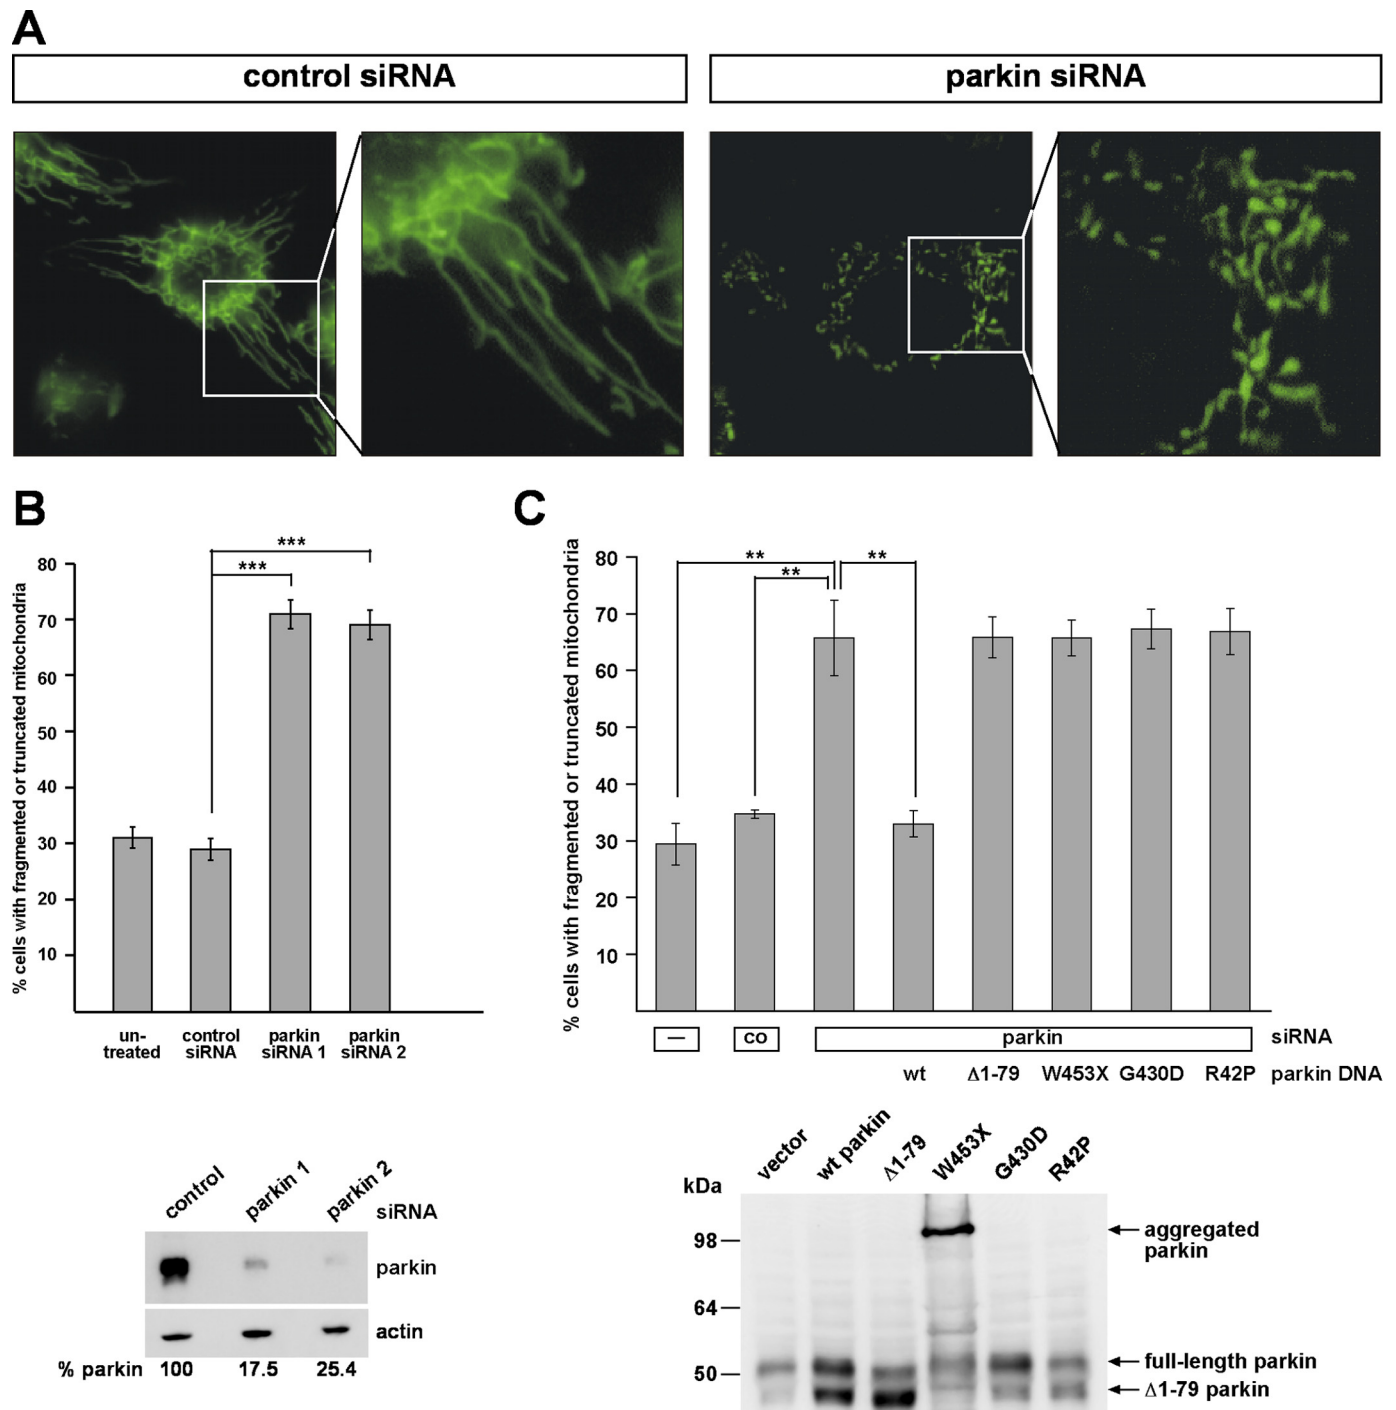 A
control siRNA
parkin siRNA
B
% cells with fragmented or truncated mitochondria
80
70
60
50
40
30
20
10
***
***
un-
treated
control
siRNA
parkin
siRNA 1
parkin
siRNA 2
control
parkin 1
parkin 2
siRNA
parkin
actin
% parkin 100 17.5 25.4
C
% cells with fragmented or truncated mitochondria
80
70
60
50
40
30
20
10
**
**
**
— co parkin siRNA
wt Δ1-79 W453X G430D R42P parkin DNA
vector
wt parkin
Δ1-79
W453X
G430D
R42P
kDa
98
64
50
aggregated
parkin
full-length parkin
Δ1-79 parkin